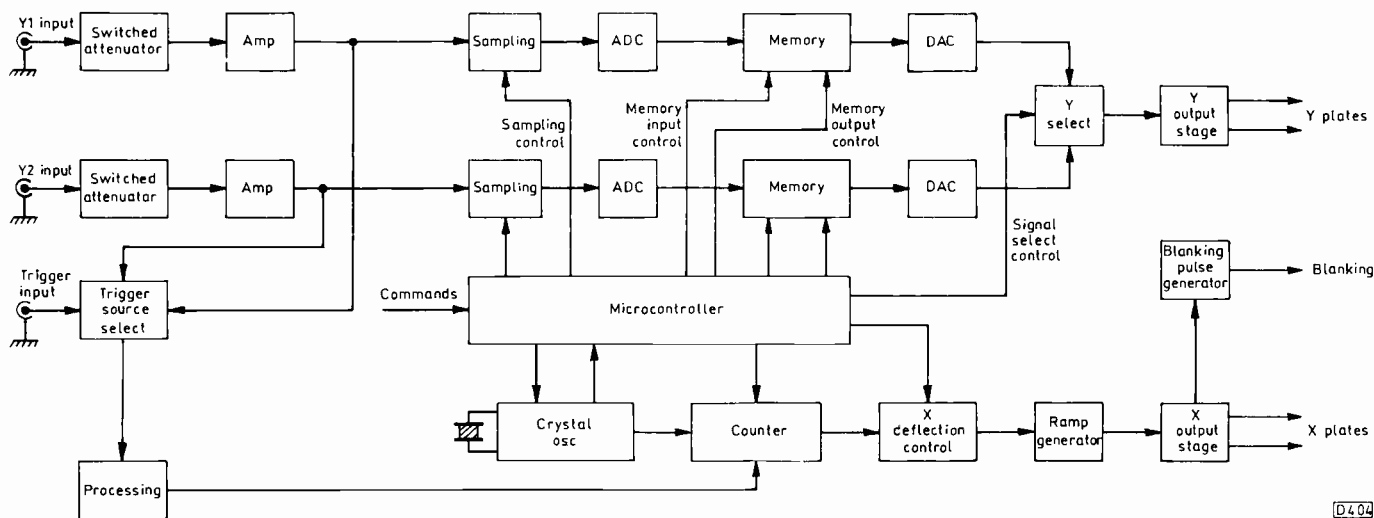 Y1 input
Switched
attenuator
Amp
Sampling
ADC
Memory
DAC
Sampling
control
Memory
input
control
Memory
output
control
Y
select
Y
output
stage
Y plates
Y2 input
Switched
attenuator
Amp
Sampling
ADC
Memory
DAC
Signal
select
control
Trigger
input
Trigger
source
select
Commands
Microcontroller
Blanking
pulse
generator
Blanking
Crystal
osc
Counter
X
deflection
control
Ramp
generator
X
output
stage
X plates
Processing
D404